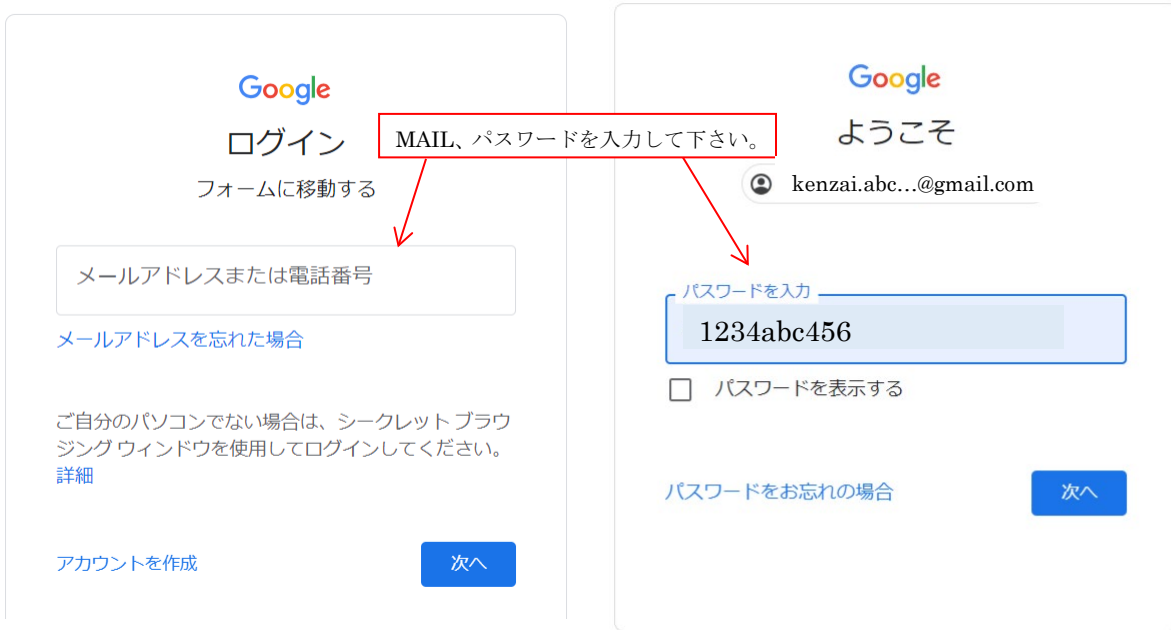 Google
ログイン
フォームに移動する
メールアドレスまたは電話番号
メールアドレスを忘れた場合
ご自分のパソコンでない場合は、シークレット ブラウ
ジング ウィンドウを使用してログインしてください。
詳細
アカウントを作成
次へ
MAIL、パスワードを入力して下さい。
Google
ようこそ
kenzai.abc...@gmail.com
パスワードを入力
1234abc456
パスワードを表示する
パスワードをお忘れの場合
次へ